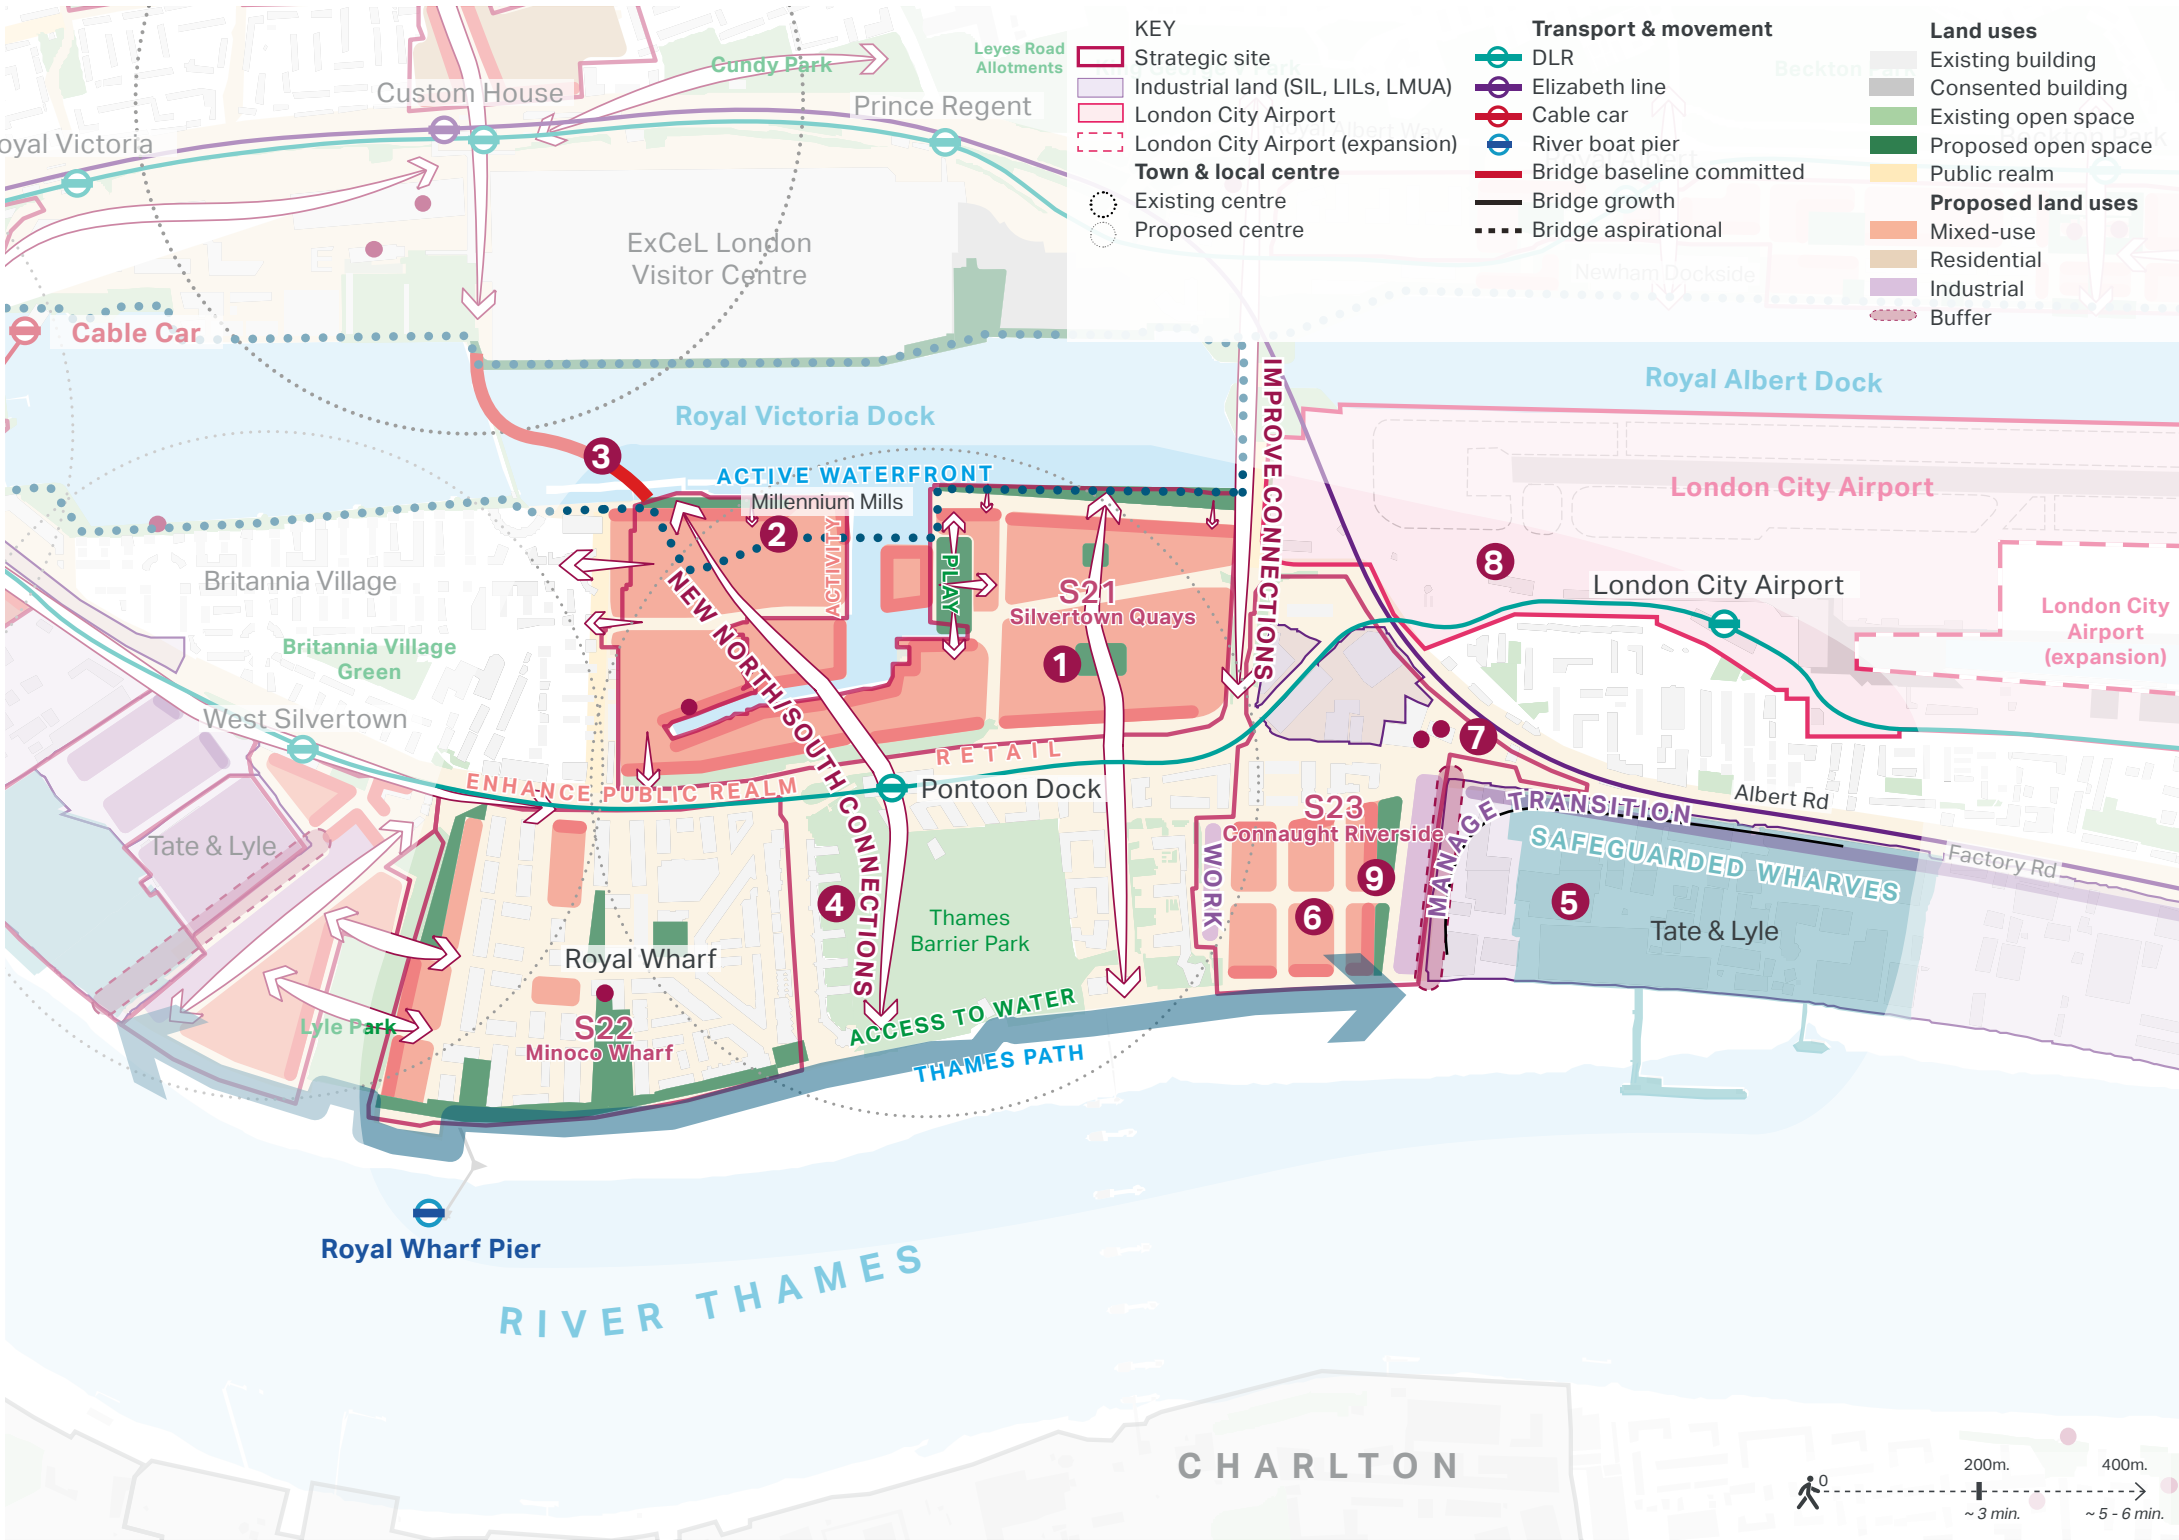 KEY
Strategic site
Industrial land (SIL, LILs, LMUA)
London City Airport
London City Airport (expansion)
Town & local centre
Existing centre
Proposed centre
Transport & movement
DLR
Elizabeth line
Cable car
River boat pier
Bridge baseline committed
Bridge growth
Bridge aspirational
Land uses
Existing building
Consented building
Existing open space
Proposed open space
Public realm
Proposed land uses
Mixed-use
Residential
Industrial
Buffer
Leyes Road
Allotments
Cundy Park
Custom House
Prince Regent
oyal Victoria
ExCeL London
Visitor Centre
Newham Dockside
Cable Car
Royal Albert Dock
Royal Victoria Dock
IMPROVE CONNECTIONS
3
ACTIVE WATERFRONT
Millennium Mills
2
ACTIVITY
PLAY
London City Airport
8
London City Airport
London City
Airport
(expansion)
Britannia Village
S21
Silvertown Quays
1
NEW NORTH/SOUTH CONNECTIONS
Britannia Village
Green
West Silvertown
7
RETAIL
ENHANCE PUBLIC REALM
Pontoon Dock
Albert Rd
MANAGE TRANSITION
S23
Connaught Riverside
SAFEGUARDED WHARVES
Factory Rd
Tate & Lyle
WORK
9
4
5
6
Thames
Barrier Park
Tate & Lyle
Royal Wharf
ACCESS TO WATER
S22
Minoco Wharf
Lyle Park
THAMES PATH
Royal Wharf Pier
RIVER THAMES
CHARLTON
0
200m.
400m.
~ 3 min.
~ 5 - 6 min.